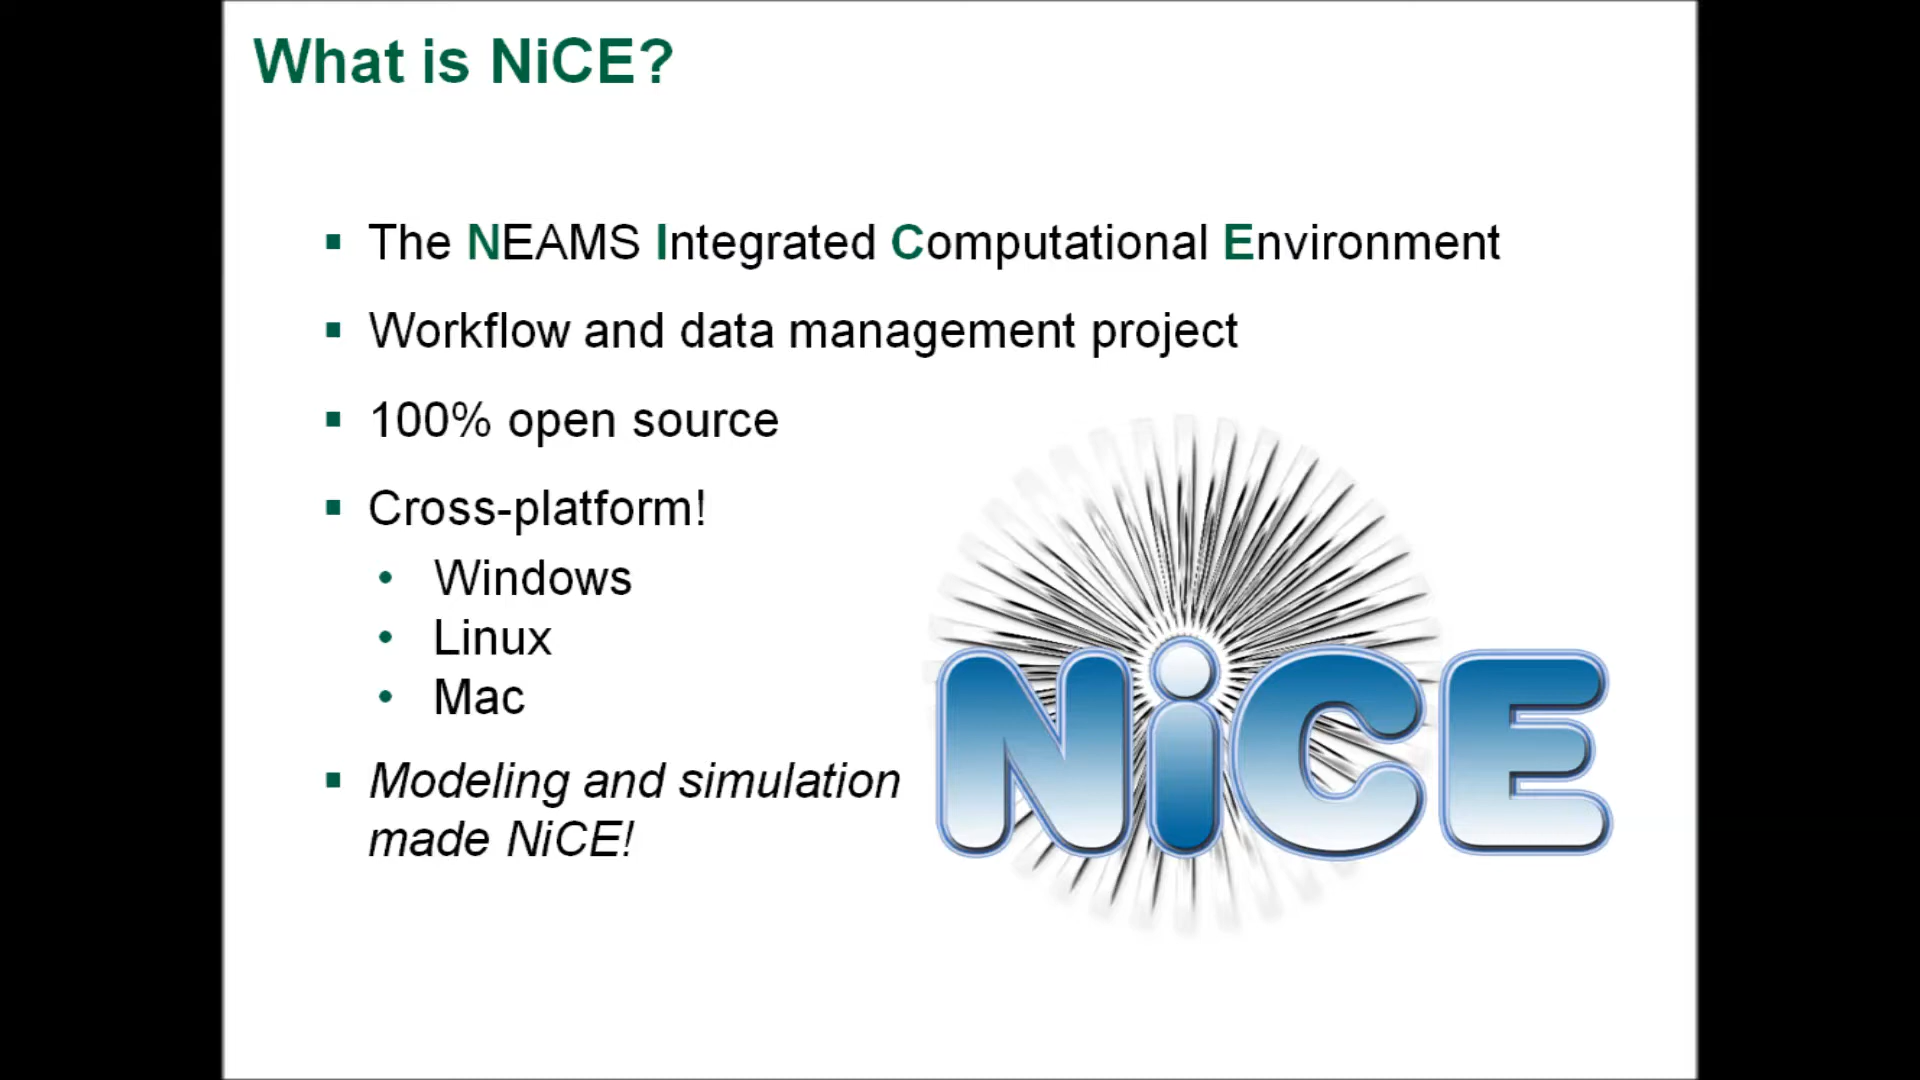 What is NiCE?
▪ The NEAMS Integrated Computational Environment
▪ Workflow and data management project
▪ 100% open source
▪ Cross-platform!
• Windows
• Linux
• Mac
▪ Modeling and simulation
made NiCE!
NiCE